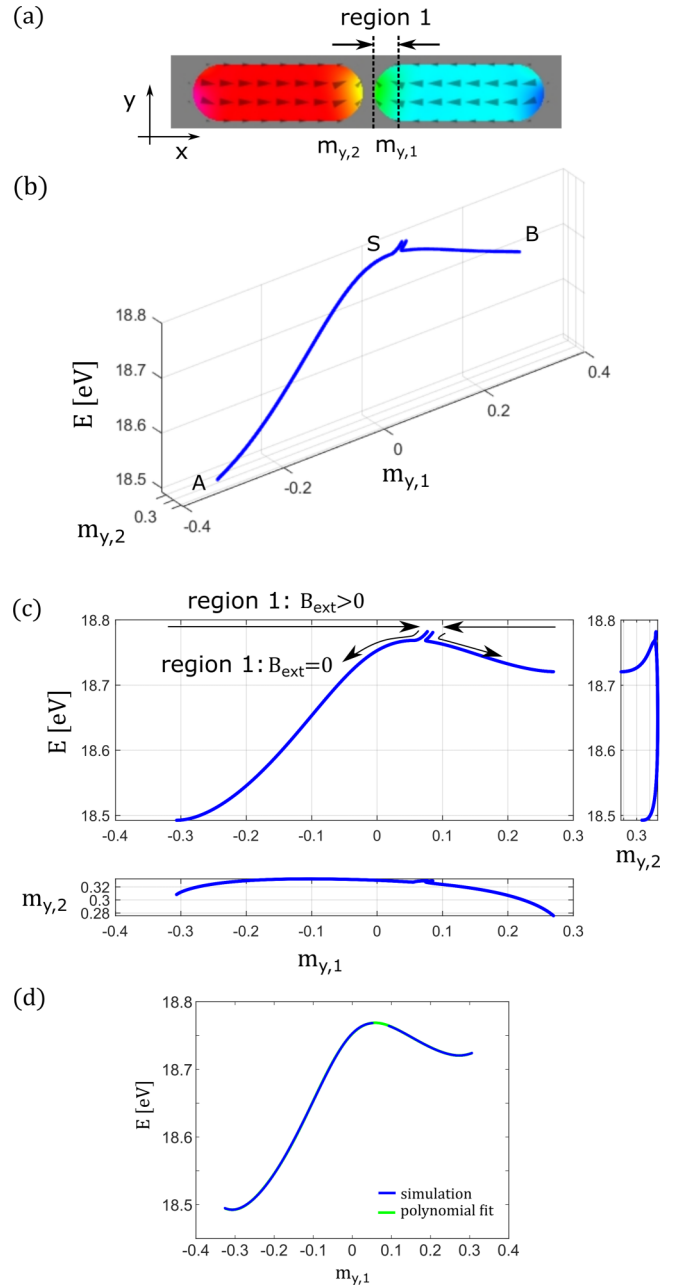 (a)
region 1
y
x
m_y,2
m_y,1
(b)
S
B
A
18.8
18.7
18.6
18.5
E [eV]
0.3
m_y,2
-0.4
-0.2
0
0.2
0.4
m_y,1
(c)
region 1: B_ext>0
region 1: B_ext=0
18.8
18.7
18.6
18.5
E [eV]
-0.4 -0.3 -0.2 -0.1 0 0.1 0.2 0.3
18.8
18.7
18.6
18.5
0.3
m_y,2
m_y,2
0.32
0.3
0.28
-0.4 -0.3 -0.2 -0.1 0 0.1 0.2 0.3
m_y,1
(d)
18.8
18.7
18.6
18.5
E [eV]
simulation
polynomial fit
-0.4 -0.3 -0.2 -0.1 0 0.1 0.2 0.3 0.4
m_y,1